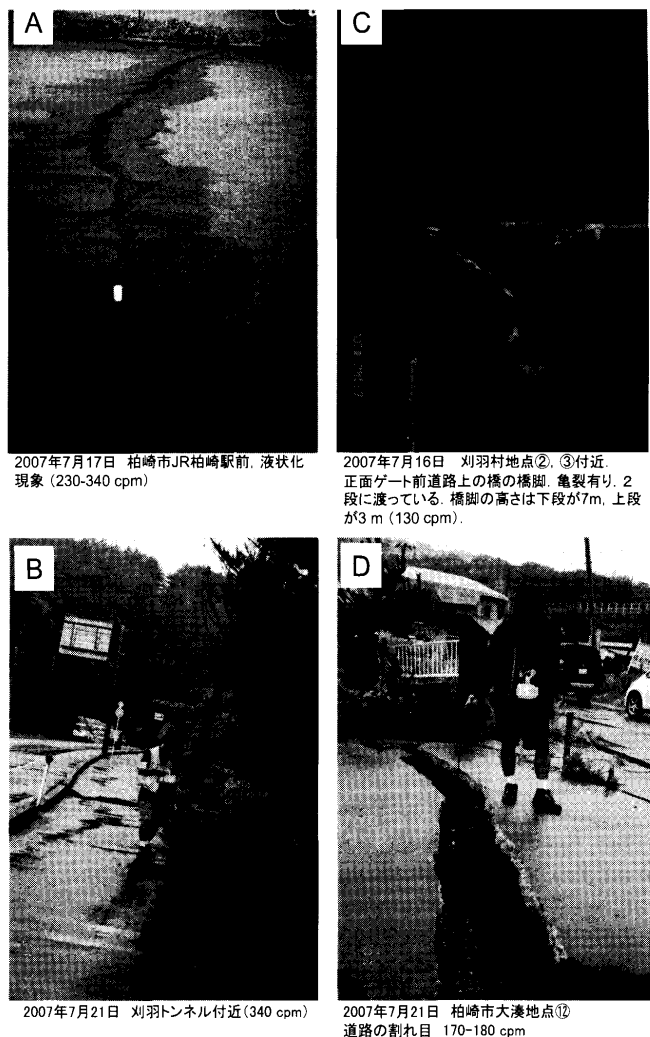 A
2007年7月17日 柏崎市JR柏崎駅前, 液状化
現象 (230-340 cpm)
C
2007年7月16日 刈羽村地点②, ③付近.
正面ゲート前道路上の橋の橋脚. 亀裂有り. 2
段に渡っている. 橋脚の高さは下段が7m, 上段
が3 m (130 cpm).
B
2007年7月21日 刈羽トンネル付近(340 cpm)
D
2007年7月21日 柏崎市大湊地点⑫
道路の割れ目 170-180 cpm